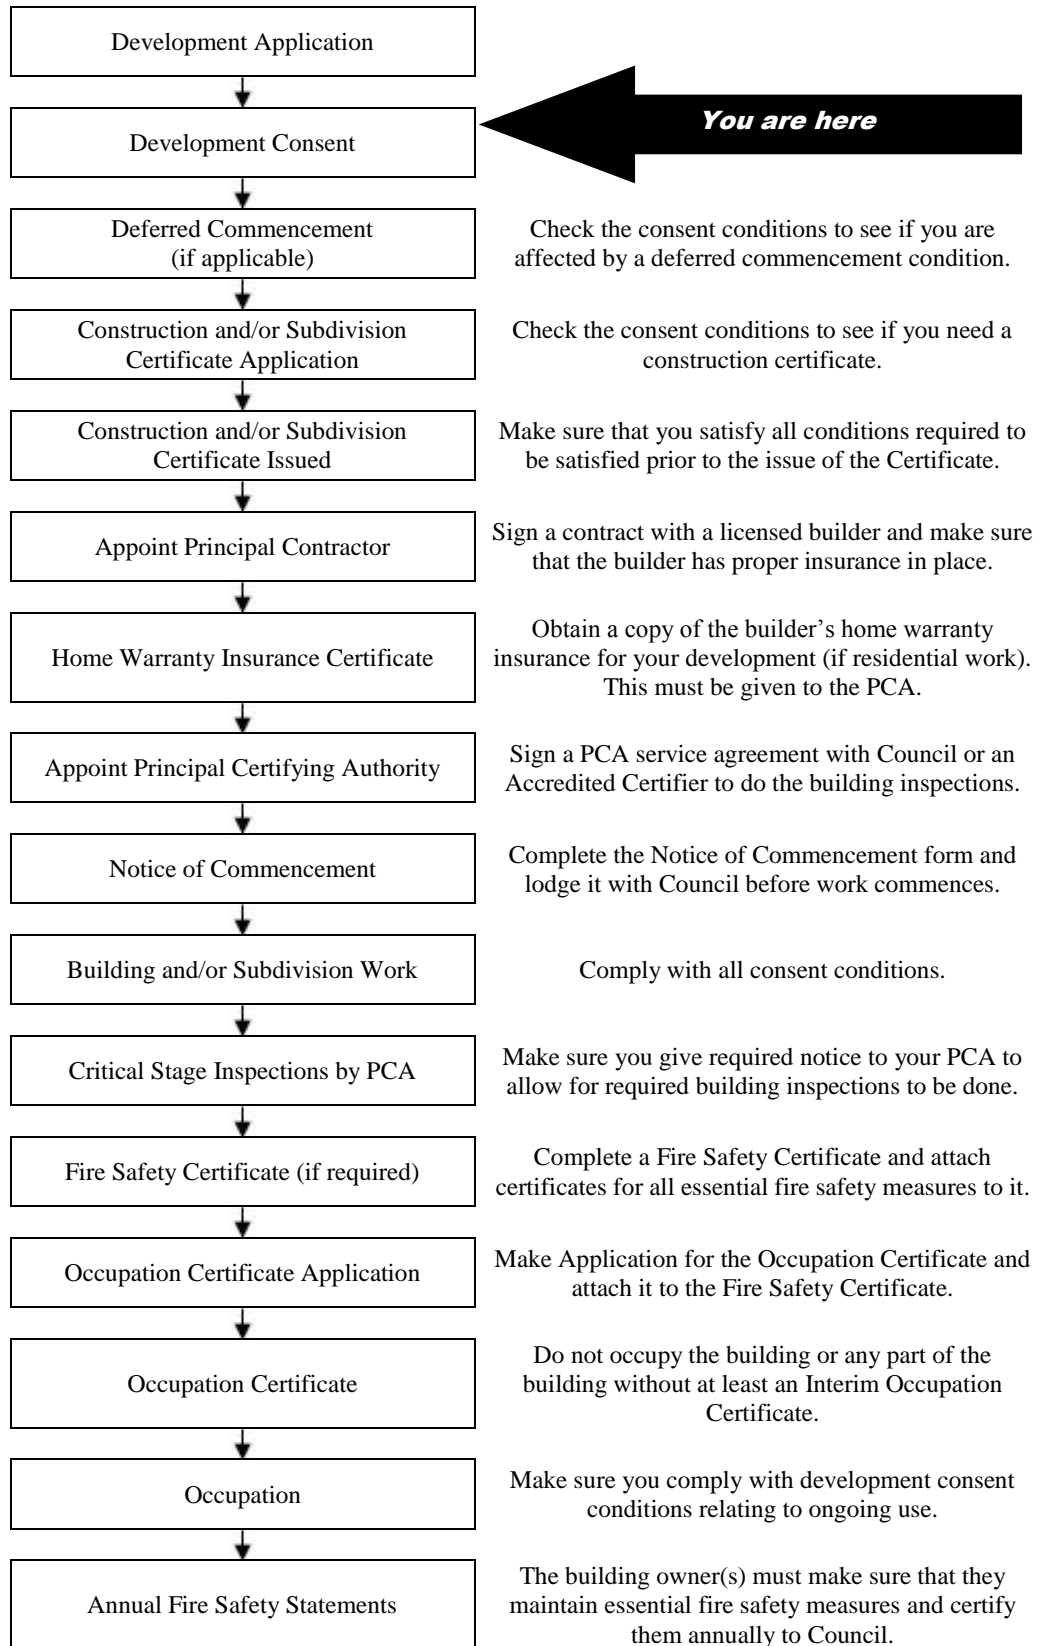 Development Application
Development Consent
You are here
Deferred Commencement
(if applicable)
Check the consent conditions to see if you are
affected by a deferred commencement condition.
Construction and/or Subdivision
Certificate Application
Check the consent conditions to see if you need a
construction certificate.
Construction and/or Subdivision
Certificate Issued
Make sure that you satisfy all conditions required to
be satisfied prior to the issue of the Certificate.
Appoint Principal Contractor
Sign a contract with a licensed builder and make sure
that the builder has proper insurance in place.
Home Warranty Insurance Certificate
Obtain a copy of the builder’s home warranty
insurance for your development (if residential work).
This must be given to the PCA.
Appoint Principal Certifying Authority
Sign a PCA service agreement with Council or an
Accredited Certifier to do the building inspections.
Notice of Commencement
Complete the Notice of Commencement form and
lodge it with Council before work commences.
Building and/or Subdivision Work
Comply with all consent conditions.
Critical Stage Inspections by PCA
Make sure you give required notice to your PCA to
allow for required building inspections to be done.
Fire Safety Certificate (if required)
Complete a Fire Safety Certificate and attach
certificates for all essential fire safety measures to it.
Occupation Certificate Application
Make Application for the Occupation Certificate and
attach it to the Fire Safety Certificate.
Occupation Certificate
Do not occupy the building or any part of the
building without at least an Interim Occupation
Certificate.
Occupation
Make sure you comply with development consent
conditions relating to ongoing use.
Annual Fire Safety Statements
The building owner(s) must make sure that they
maintain essential fire safety measures and certify
them annually to Council.